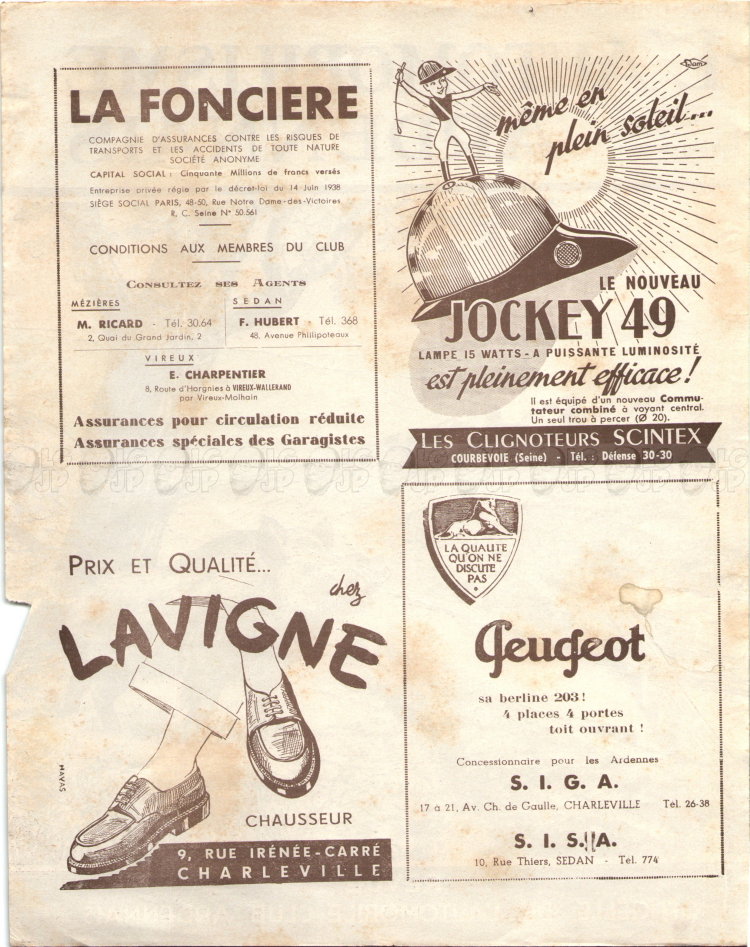 LA FONCIERE
COMPAGNIE D'ASSURANCES CONTRE LES RISQUES DE
TRANSPORTS ET LES ACCIDENTS DE TOUTE NATURE
SOCIÉTÉ ANONYME
CAPITAL SOCIAL : Cinquante Millions de francs versés
Entreprise privée régie par le décret-loi du 14 Juin 1938
SIÈGE SOCIAL PARIS, 48-50, Rue Notre Dame-des-Victoires
R. C. Seine N° 50.561
CONDITIONS AUX MEMBRES DU CLUB
CONSULTEZ SES AGENTS
MÉZIÈRES
M. RICARD - Tél. 30.64
2, Quai du Grand Jardin, 2
SEDAN
F. HUBERT - Tél. 368
48, Avenue Philipoteaux
VIREUX
E. CHARPENTIER
8, Route d'Hargnies à VIREUX-WALLERAND
par Vireux-Molhain
Assurances pour circulation réduite
Assurances spéciales des Garagistes
même en
plein soleil...
LE NOUVEAU
JOCKEY 49
LAMPE 15 WATTS - A PUISSANTE LUMINOSITÉ
est pleinement efficace !
Il est équipé d'un nouveau Commu-
tateur combiné à voyant central.
Un seul trou à percer (Ø 20).
LES CLIGNOTEURS SCINTEX
COURBEVOIE (Seine) - Tél. : Défense 30-30
PRIX ET QUALITÉ...
chez
LAVIGNE
HAVAS
CHAUSSEUR
9, RUE IRÉNÉE-CARRÉ
CHARLEVILLE
LA QUALITE
QU'ON NE
DISCUTE
PAS
Peugeot
sa berline 203 !
4 places 4 portes
toit ouvrant !
Concessionnaire pour les Ardennes
S. I. G. A.
17 à 21, Av. Ch. de Gaulle, CHARLEVILLE Tél. 26-38
S. I. S. A.
10, Rue Thiers, SEDAN - Tel. 774